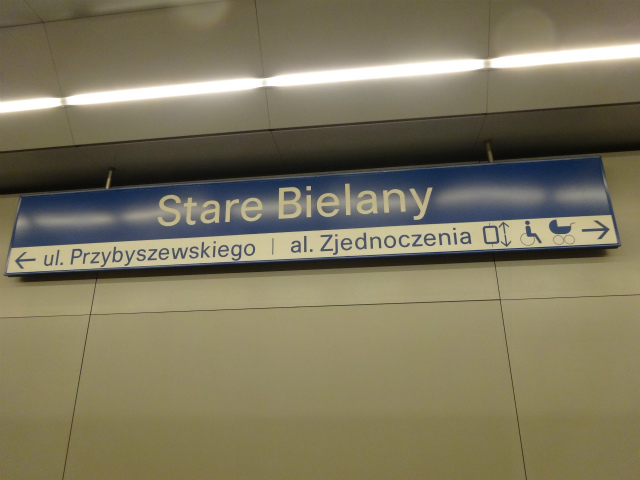 Stare Bielany
← ul. Przybyszewskiego | al. Zjednoczenia →